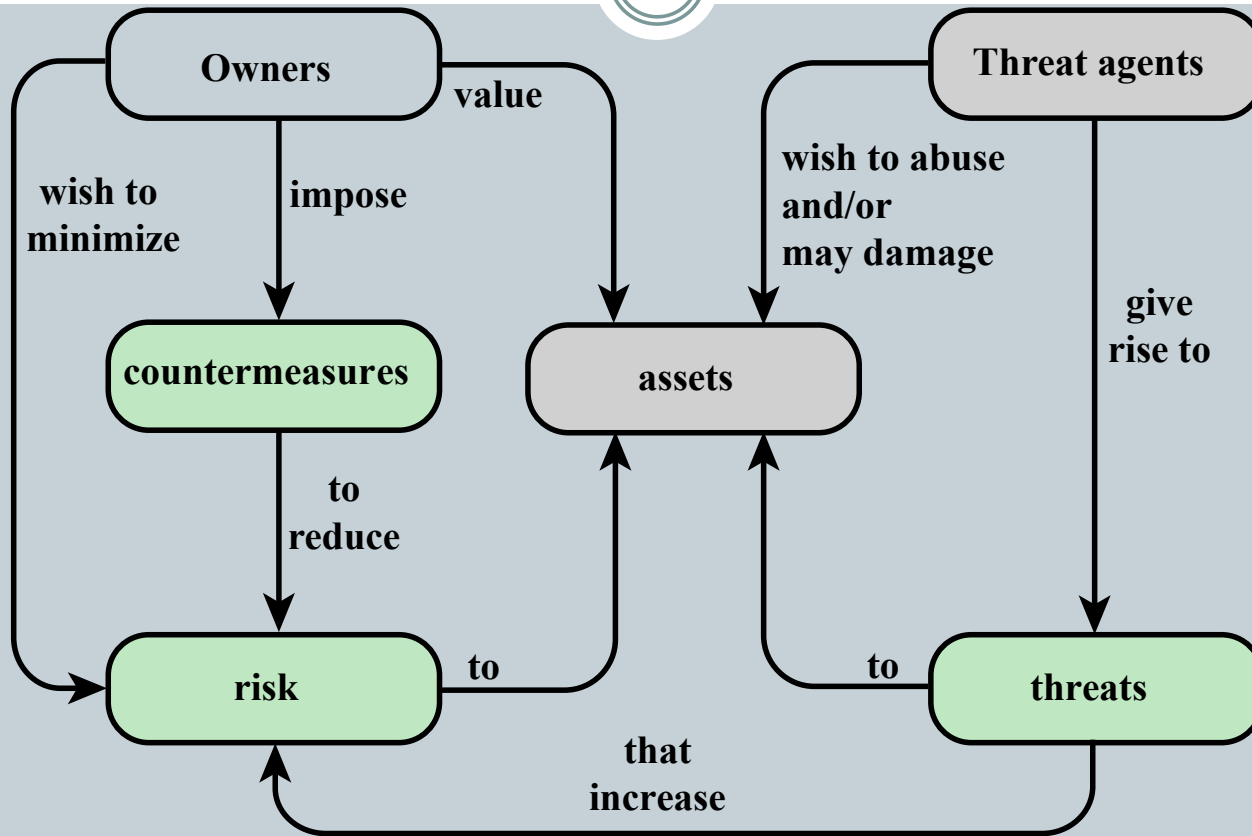 Owners
value
Threat agents
wish to
minimize
impose
wish to abuse
and/or
may damage
give
rise to
countermeasures
assets
to
reduce
risk
to
to
threats
that
increase